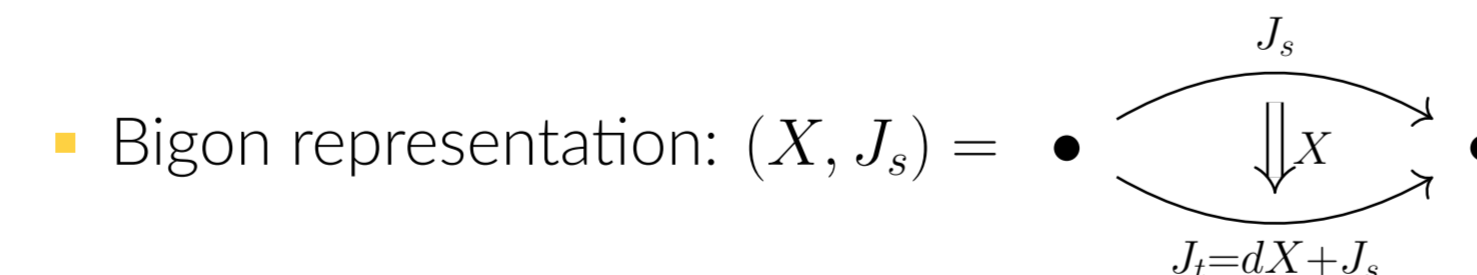 J_s
Bigon representation: (X, J_s) =
X
J_t=dX+J_s